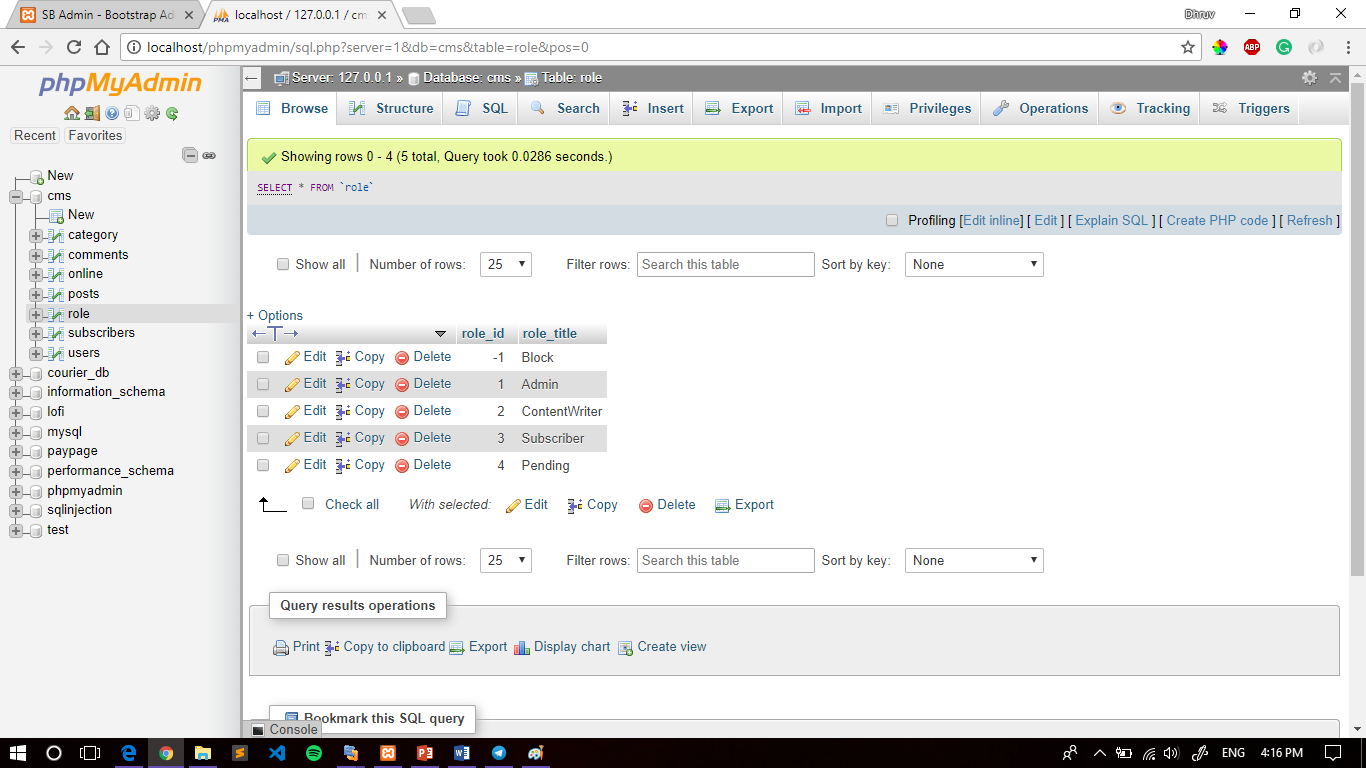 SB Admin - Bootstrap Ad
localhost / 127.0.0.1 / cm
Dhruv
localhost/phpmyadmin/sql.php?server=1&db=cms&table=role&pos=0
ABP
phpMyAdmin
Recent Favorites
New
cms
New
category
comments
online
posts
role
subscribers
users
courier_db
information_schema
lofi
mysql
paypage
performance_schema
phpmyadmin
sqlinjection
test
Server: 127.0.0.1 » Database: cms » Table: role
Browse Structure SQL Search Insert Export Import Privileges Operations Tracking Triggers
Showing rows 0 - 4 (5 total, Query took 0.0286 seconds.)
SELECT * FROM `role`
Profiling [Edit inline] [ Edit ] [ Explain SQL ] [ Create PHP code ] [ Refresh ]
Show all | Number of rows: 25 Filter rows: Search this table Sort by key: None
+ Options
←T→ role_id role_title
Edit Copy Delete -1 Block
Edit Copy Delete 1 Admin
Edit Copy Delete 2 ContentWriter
Edit Copy Delete 3 Subscriber
Edit Copy Delete 4 Pending
Check all With selected: Edit Copy Delete Export
Show all | Number of rows: 25 Filter rows: Search this table Sort by key: None
Query results operations
Print Copy to clipboard Export Display chart Create view
Bookmark this SQL query
Console
ENG 4:16 PM